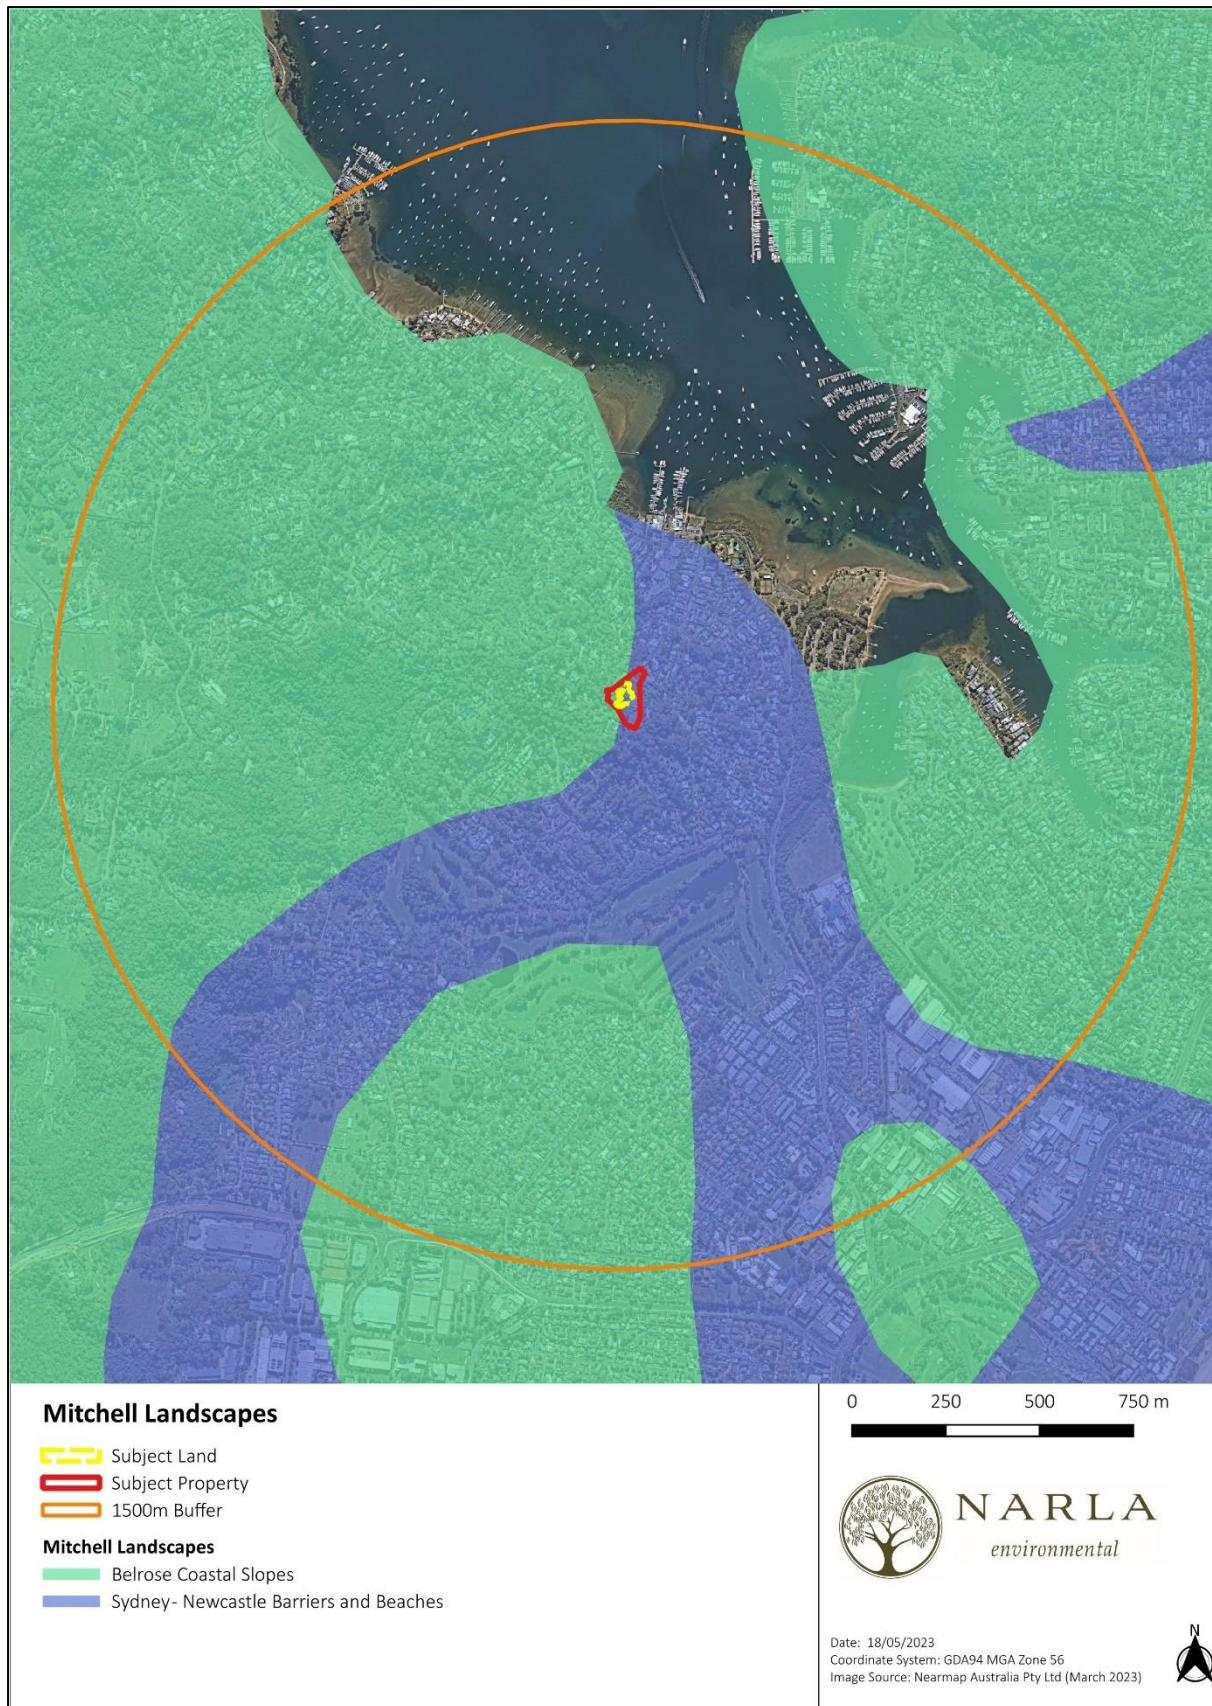 Mitchell Landscapes
Subject Land
Subject Property
1500m Buffer
Mitchell Landscapes
Belrose Coastal Slopes
Sydney- Newcastle Barriers and Beaches
0 250 500 750 m
NARLA
environmental
Date: 18/05/2023
Coordinate System: GDA94 MGA Zone 56
Image Source: Nearmap Australia Pty Ltd (March 2023)
N